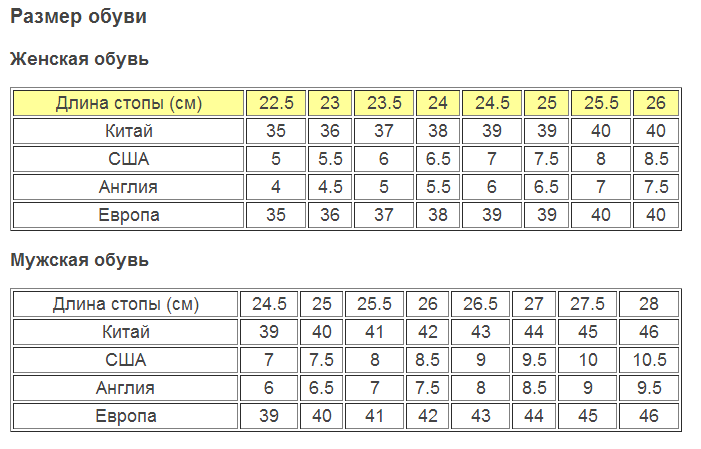 Размер обуви
Женская обувь
Длина стопы (см) 22.5 23 23.5 24 24.5 25 25.5 26
Китай 35 36 37 38 39 39 40 40
США 5 5.5 6 6.5 7 7.5 8 8.5
Англия 4 4.5 5 5.5 6 6.5 7 7.5
Европа 35 36 37 38 39 39 40 40
Мужская обувь
Длина стопы (см) 24.5 25 25.5 26 26.5 27 27.5 28
Китай 39 40 41 42 43 44 45 46
США 7 7.5 8 8.5 9 9.5 10 10.5
Англия 6 6.5 7 7.5 8 8.5 9 9.5
Европа 39 40 41 42 43 44 45 46